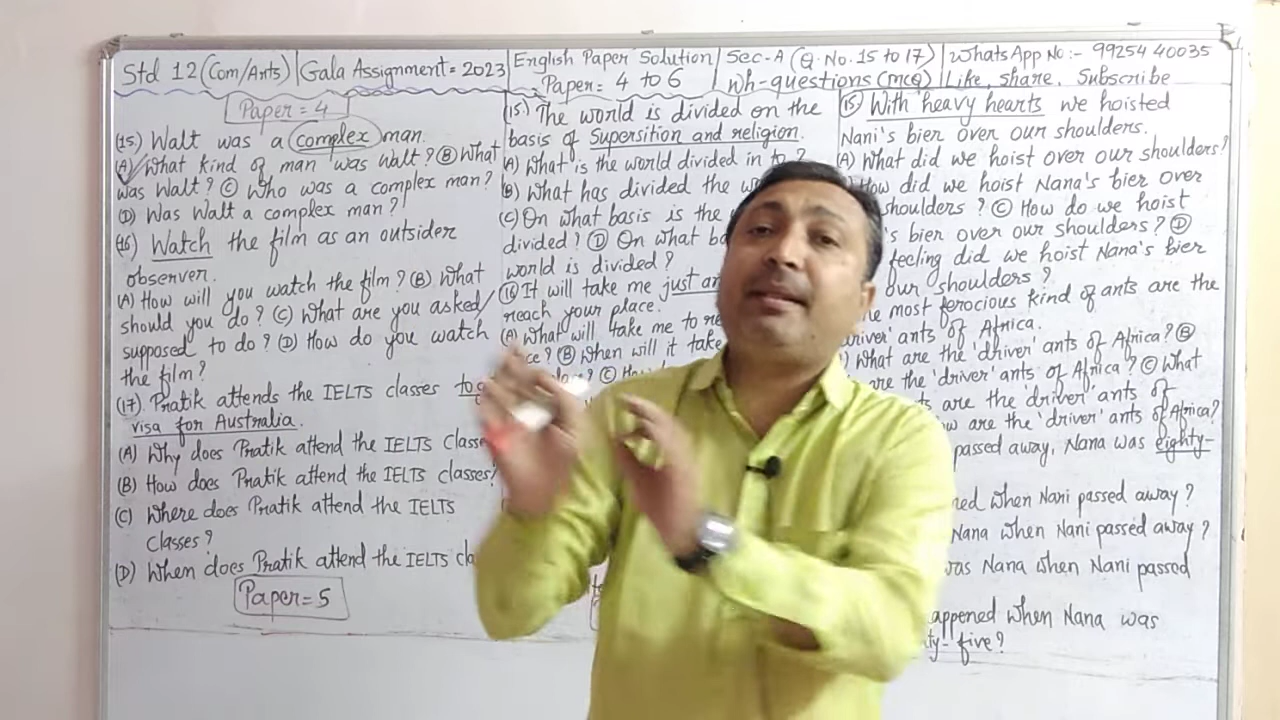 Std 12 (Com/Arts) | Gala Assignment = 2023 | English Paper Solution | Sec-A (Q. No. 15 to 17) | WhatsApp No :- 99254 40035
Paper = 4 to 6 | Wh-questions (MCQ) | Like, Share, Subscribe
Paper = 4
(15) Walt was a complex man.
(A) What kind of man was Walt? (B) What
was Walt? (C) Who was a complex man?
(D) Was Walt a complex man?
(16) Watch the film as an outsider
observer.
(A) How will you watch the film? (B) What
should you do? (C) What are you asked/
supposed to do? (D) How do you watch
the film?
(17). Pratik attends the IELTS classes to
visa for Australia.
(A) Why does Pratik attend the IELTS
(B) How does Pratik attend the IELTS classes?
(C) Where does Pratik attend the IELTS
Classes?
(D) When does Pratik attend the IELTS
Paper = 5
(15). The world is divided on the
basis of Supersition and religion.
(A) What is the world divided in to?
(B) What has divided the
(C) On what basis is the
divided? (D) On what
world is divided?
(16) It will take me just
reach your place.
(A) What will take me to
(B) When will it take
(C)
(15) With heavy hearts we hoisted
Nani's bier over our shoulders.
(A) What did we hoist over our shoulders?
How did we hoist Nana's bier over
shoulders? (C) How do we hoist
bier over our shoulders? (D)
feeling did we hoist Nana's bier
our shoulders?
most ferocious kind of ants are the
ants of Africa.
What are the 'driver' ants of Africa? (B)
are the 'driver' ants of Africa? (C) What
are the 'driver' ants of
are the 'driver' ants of Africa?
passed away, Nana was eighty-
when Nani passed away?
Nana when Nani passed away?
was Nana when Nani passed
happened when Nana was
five?